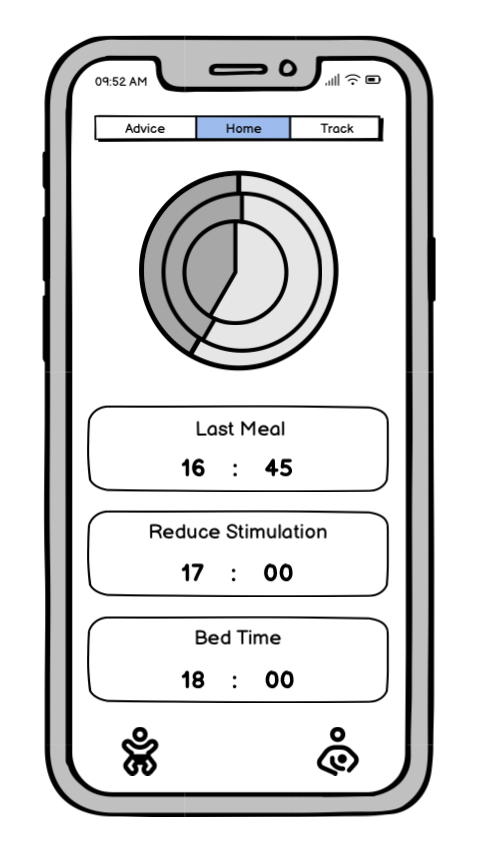 09:52 AM
Advice Home Track
Last Meal
16 : 45
Reduce Stimulation
17 : 00
Bed Time
18 : 00